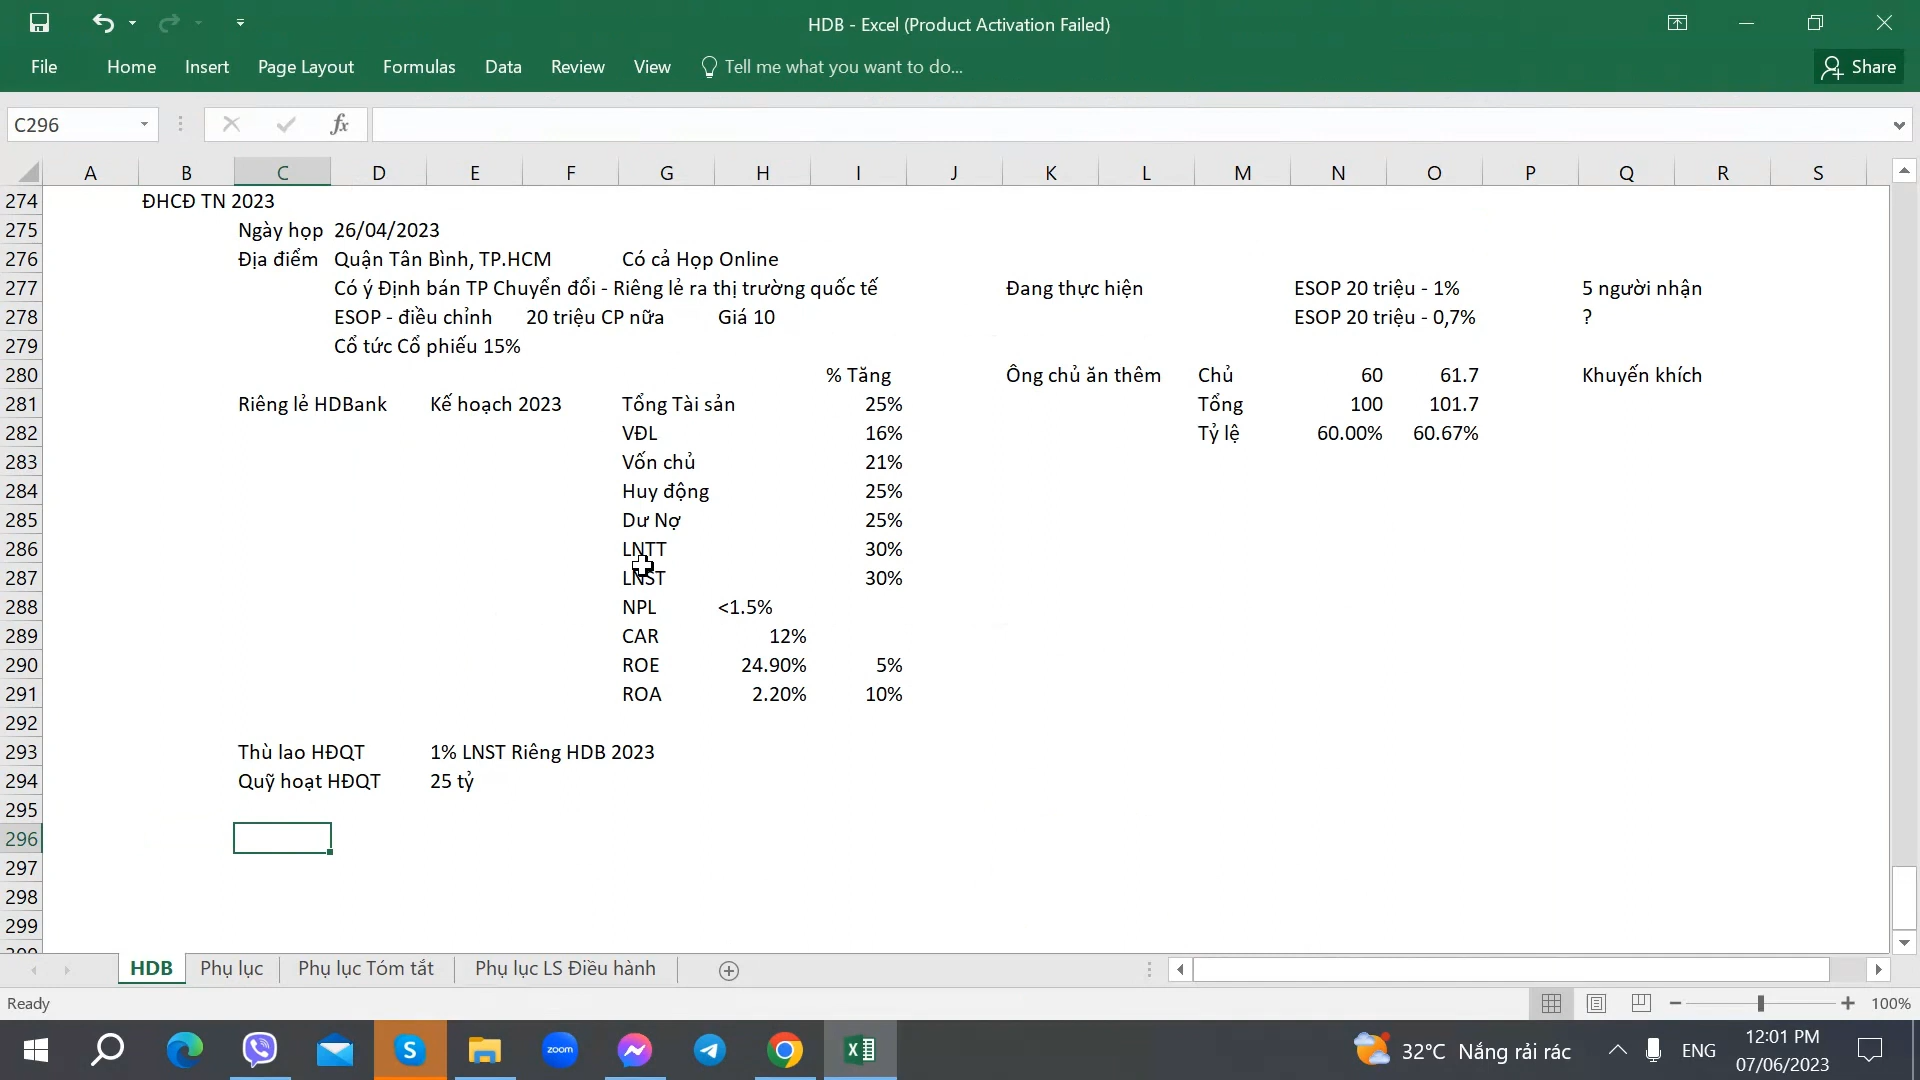 HDB - Excel (Product Activation Failed)
File Home Insert Page Layout Formulas Data Review View Tell me what you want to do... Share
C296 fx
A B C D E F G H I J K L M N O P Q R S
274 ĐHCĐ TN 2023
275 Ngày họp 26/04/2023
276 Địa điểm Quận Tân Bình, TP.HCM Có cả Họp Online
277 Có ý Định bán TP Chuyển đổi - Riêng lẻ ra thị trường quốc tế Đang thực hiện ESOP 20 triệu - 1% 5 người nhận
278 ESOP - điều chỉnh 20 triệu CP nữa Giá 10 ESOP 20 triệu - 0,7% ?
279 Cổ tức Cổ phiếu 15%
280 % Tăng Ông chủ ăn thêm Chủ 60 61.7 Khuyến khích
281 Riêng lẻ HDBank Kế hoạch 2023 Tổng Tài sản 25% Tổng 100 101.7
282 VĐL 16% Tỷ lệ 60.00% 60.67%
283 Vốn chủ 21%
284 Huy động 25%
285 Dư Nợ 25%
286 LNTT 30%
287 LNST 30%
288 NPL <1.5%
289 CAR 12%
290 ROE 24.90% 5%
291 ROA 2.20% 10%
292
293 Thù lao HĐQT 1% LNST Riêng HDB 2023
294 Quỹ hoạt HĐQT 25 tỷ
295
296
297
298
299
HDB Phụ lục Phụ lục Tóm tắt Phụ lục LS Điều hành
Ready 100%
zoom 32°C Nắng rải rác ENG 12:01 PM
07/06/2023